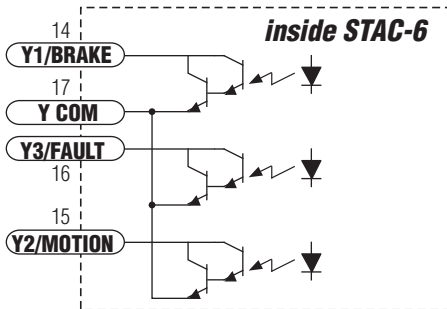 inside STAC-6
14
Y1/BRAKE
17
Y COM
Y3/FAULT
16
15
Y2/MOTION